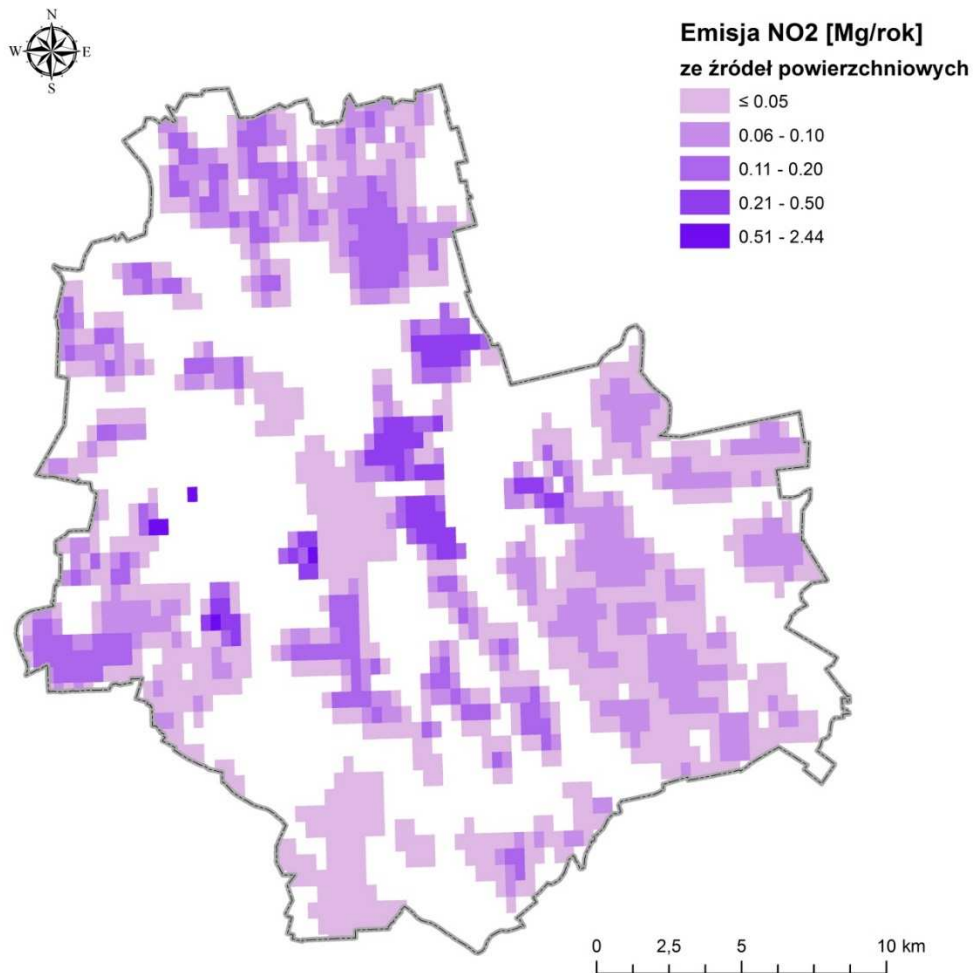 N
W E
S
Emisja NO2 [Mg/rok]
ze źródeł powierzchniowych
≤ 0.05
0.06 - 0.10
0.11 - 0.20
0.21 - 0.50
0.51 - 2.44
0 2,5 5 10 km